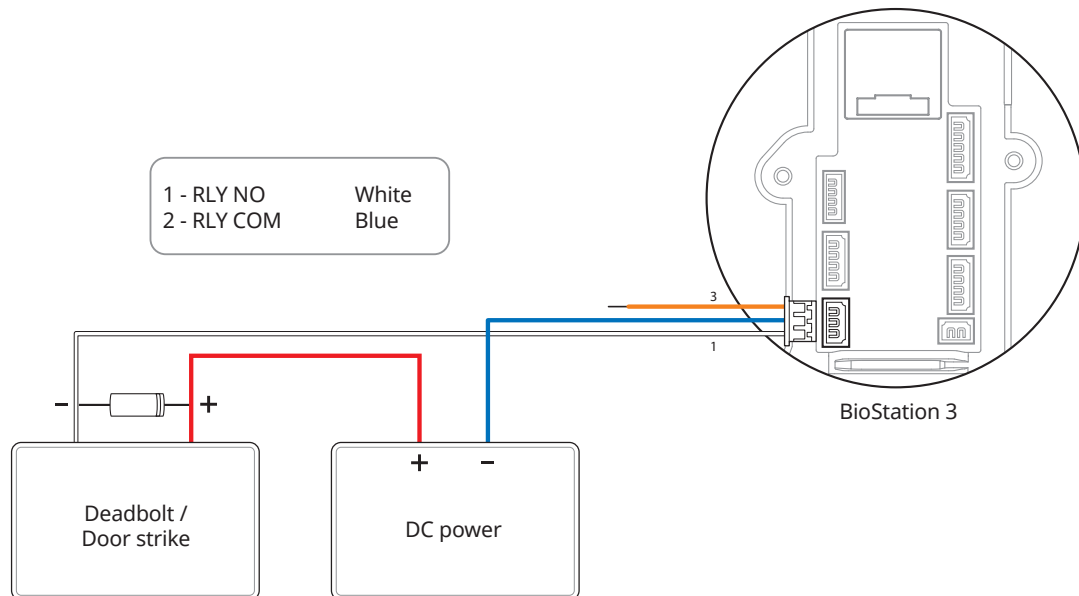 1 - RLY NO White
2 - RLY COM Blue
3
1
BioStation 3
- +
+ -
Deadbolt /
Door strike
DC power